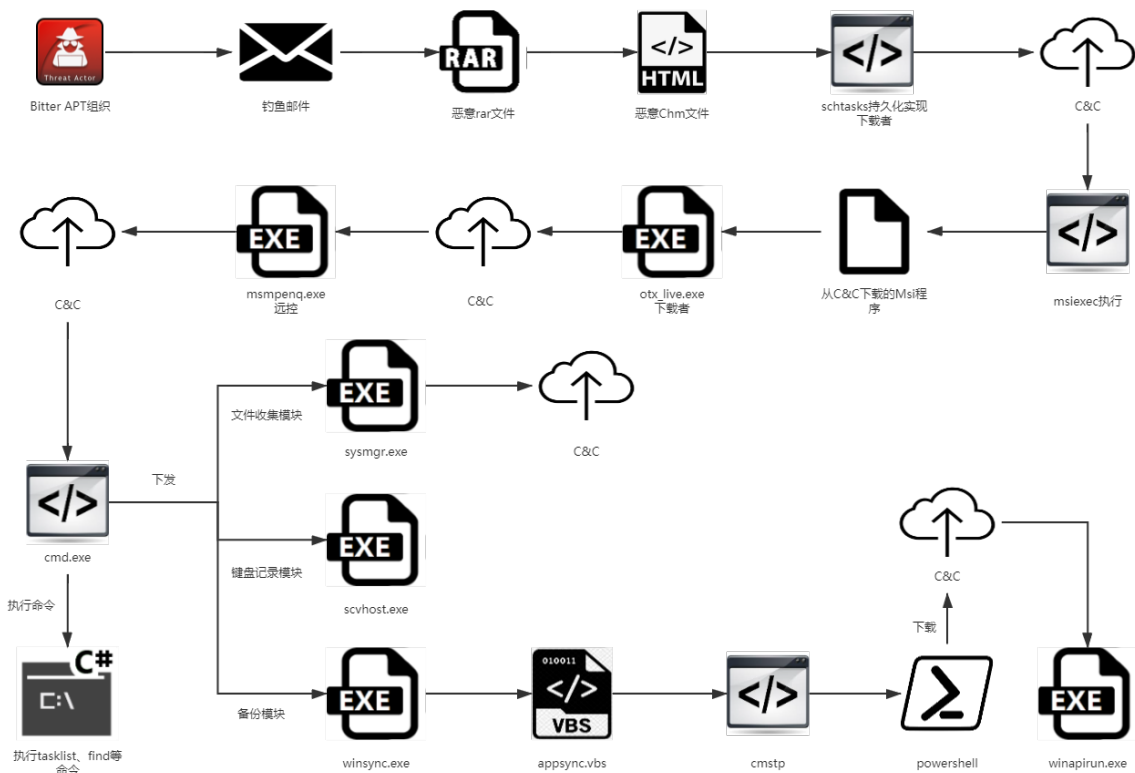 Threat Actor
RAR
</>
HTML
</>
Bitter APT组织
钓鱼邮件
恶意rar文件
恶意Chm文件
schtasks持久化实现
下载者
C&C
EXE
EXE
</>
C&C
msmpenq.exe
远控
C&C
otx_live.exe
下载者
从C&C下载的Msi程
序
msiexec执行
EXE
文件收集模块
sysmgr.exe
C&C
下发
</>
cmd.exe
EXE
键盘记录模块
scvhost.exe
C&C
执行命令
下载
C#
C:\
执行tasklist、find等
命令
备份模块
EXE
winsync.exe
010011
</>
VBS
appsync.vbs
</>
cmstp
powershell
EXE
winapirun.exe